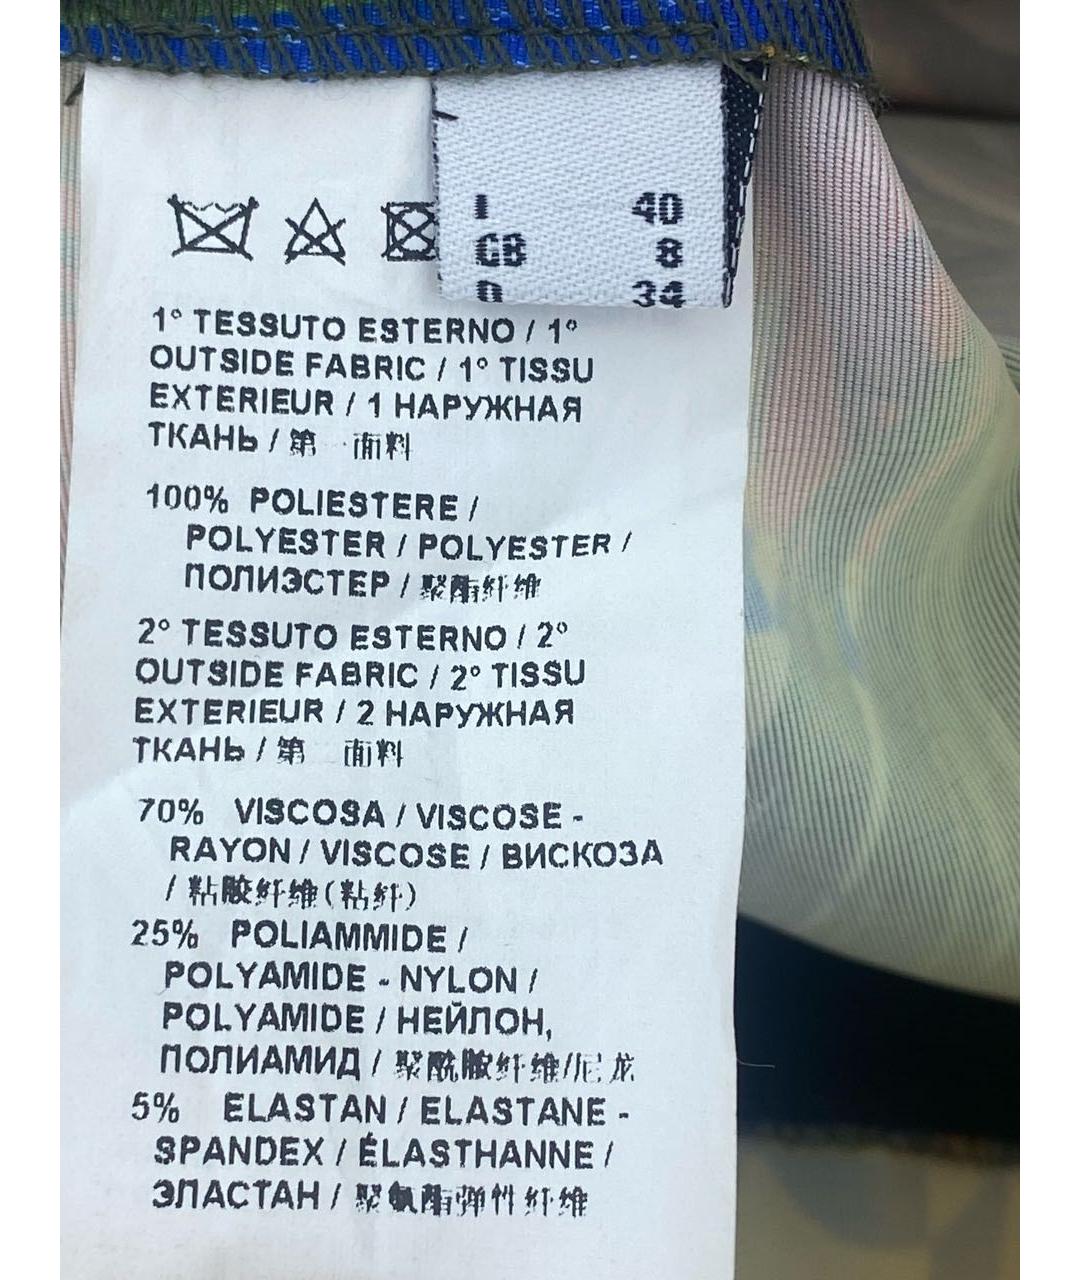 I 40
GB 8
D 34
1° TESSUTO ESTERNO / 1°
OUTSIDE FABRIC / 1° TISSU
EXTERIEUR / 1 НАРУЖНАЯ
ТКАНЬ / 第一面料
100% POLIESTERE /
POLYESTER / POLYESTER /
ПОЛИЭСТЕР / 聚酯纤维
2° TESSUTO ESTERNO / 2°
OUTSIDE FABRIC / 2° TISSU
EXTERIEUR / 2 НАРУЖНАЯ
ТКАНЬ / 第二面料
70% VISCOSA / VISCOSE -
RAYON / VISCOSE / ВИСКОЗА
/ 粘胶纤维(粘纤)
25% POLIAMMIDE /
POLYAMIDE - NYLON /
POLYAMIDE / НЕЙЛОН,
ПОЛИАМИД / 聚酰胺纤维/尼龙
5% ELASTAN / ELASTANE -
SPANDEX / ÉLASTHANNE /
ЭЛАСТАН / 聚氨酯弹性纤维